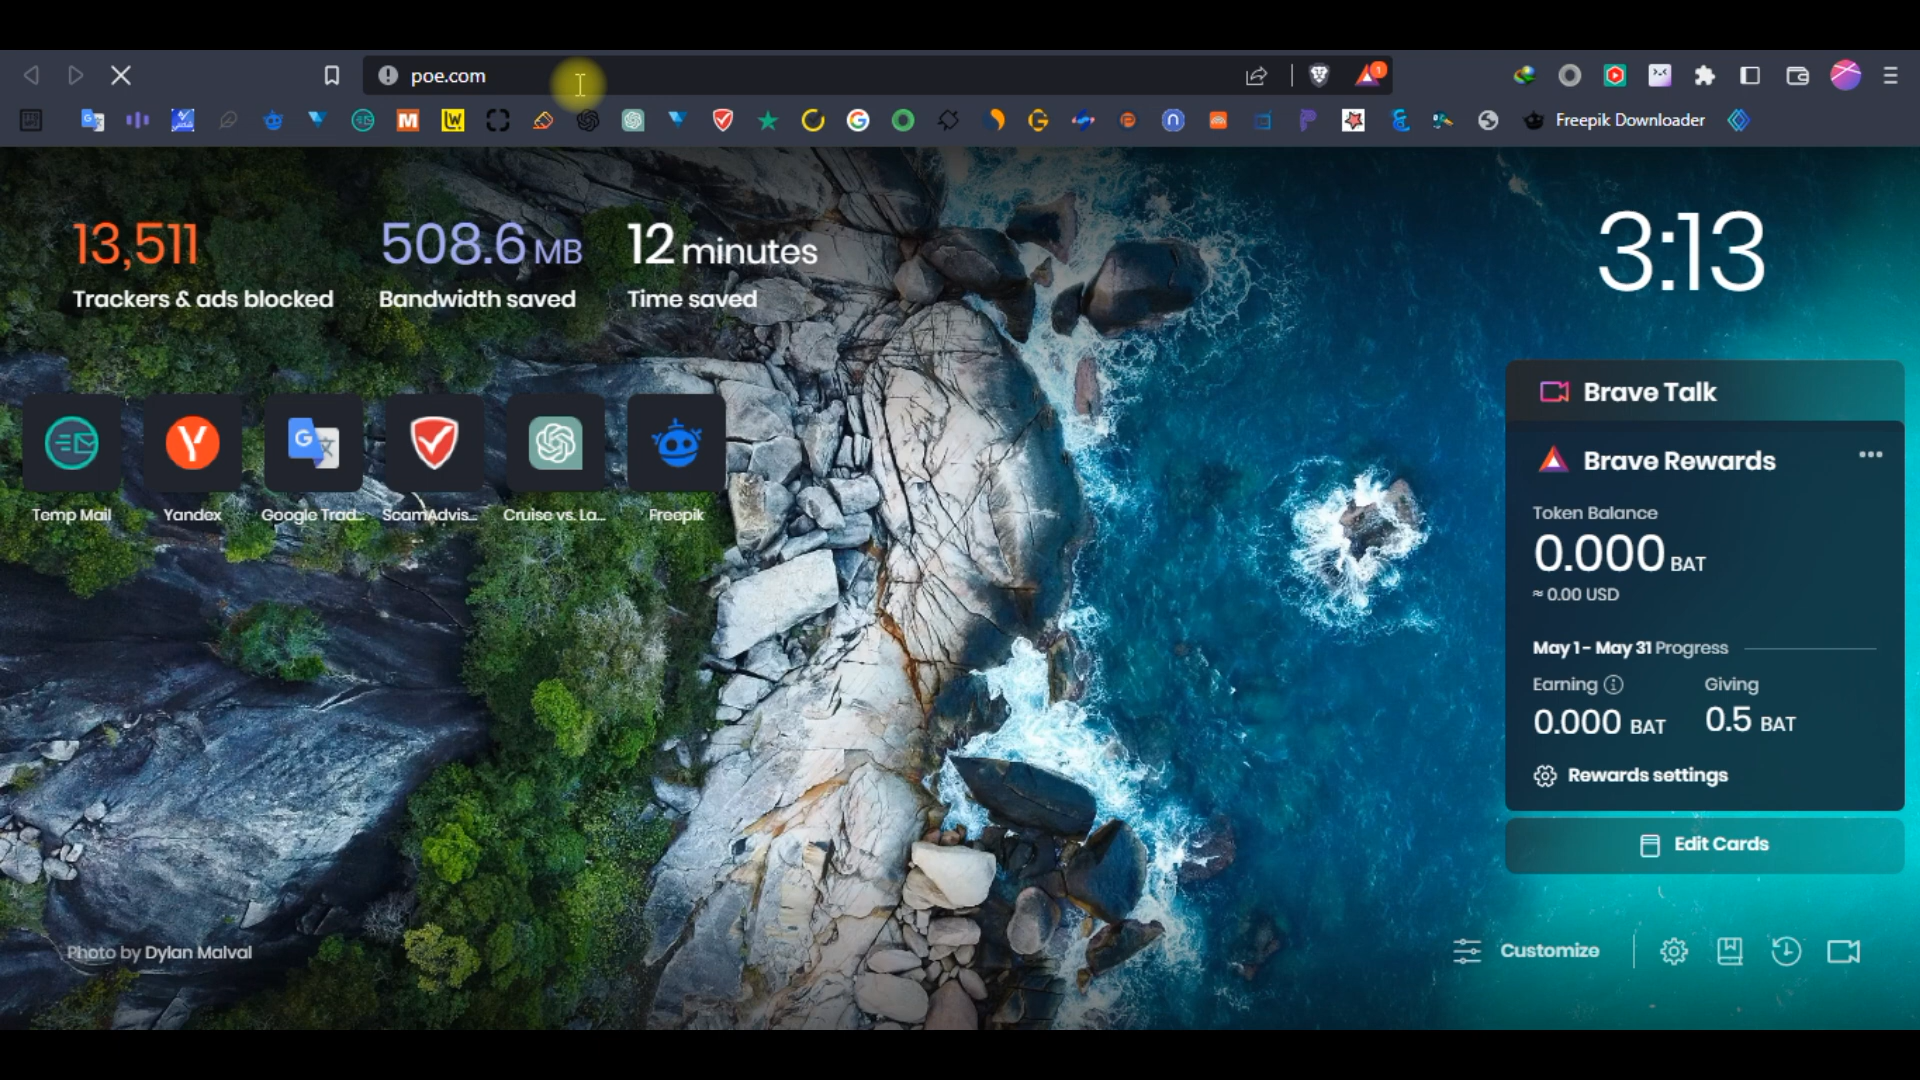 poe.com
1
M
W
G
Freepik Downloader
13,511
Trackers & ads blocked
508.6 MB
Bandwidth saved
12 minutes
Time saved
3:13
Temp Mail
Yandex
Google Trad...
ScamAdvis...
Cruise vs. La...
Freepik
Brave Talk
Brave Rewards
Token Balance
0.000 BAT
≈ 0.00 USD
May 1 - May 31 Progress
Earning
Giving
0.000 BAT
0.5 BAT
Rewards settings
Edit Cards
Photo by Dylan Malval
Customize